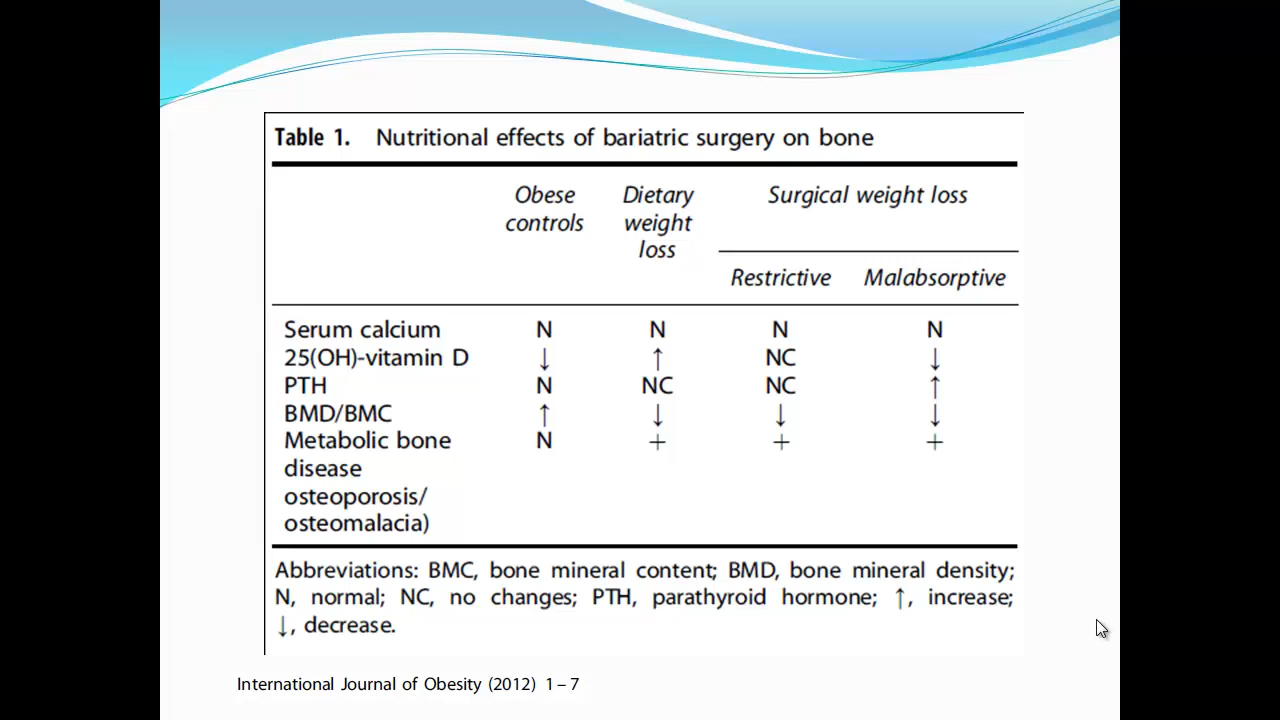 Table 1. Nutritional effects of bariatric surgery on bone
Obese controls Dietary weight loss Surgical weight loss
Restrictive Malabsorptive
Serum calcium N N N N
25(OH)-vitamin D ↓ ↑ NC ↓
PTH N NC NC ↑
BMD/BMC ↑ ↓ ↓ ↓
Metabolic bone N + + +
disease
osteoporosis/
osteomalacia)
Abbreviations: BMC, bone mineral content; BMD, bone mineral density;
N, normal; NC, no changes; PTH, parathyroid hormone; ↑, increase;
↓, decrease.
International Journal of Obesity (2012) 1 – 7